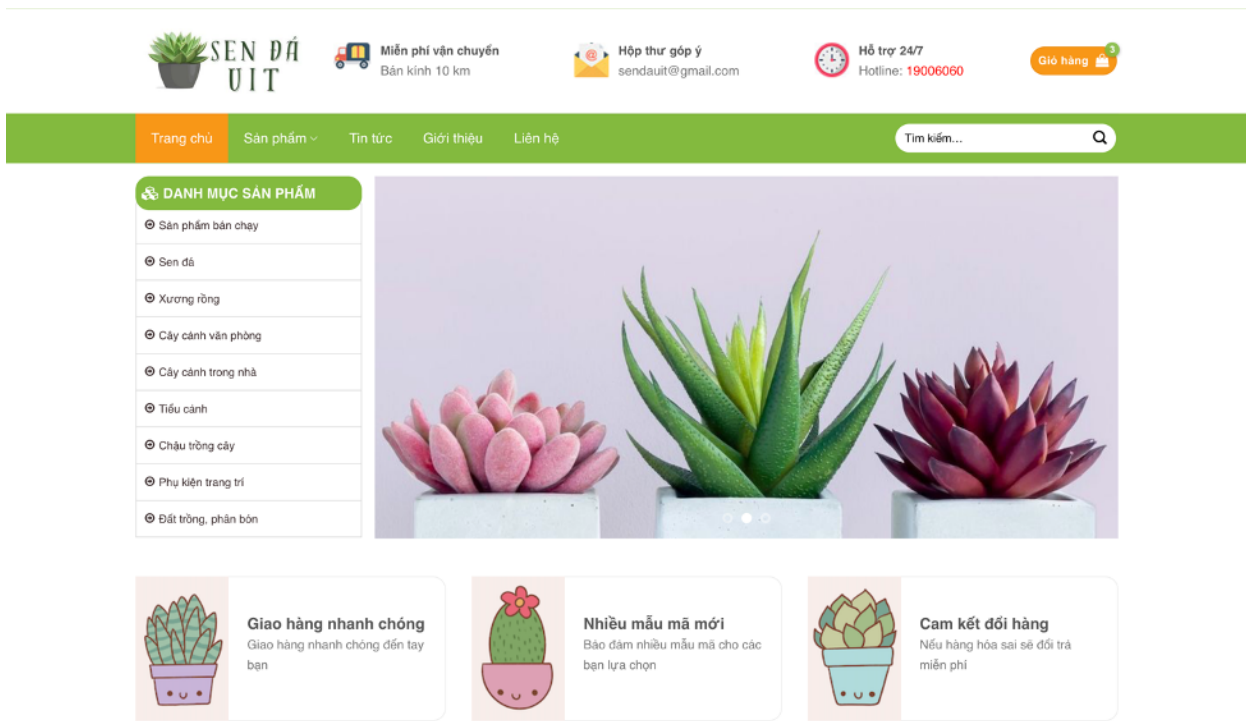 SEN ĐÁ
UIT
Miễn phí vận chuyển
Bán kính 10 km
Hộp thư góp ý
sendauit@gmail.com
Hỗ trợ 24/7
Hotline: 19006060
Giỏ hàng
3
Trang chủ
Sản phẩm
Tin tức
Giới thiệu
Liên hệ
Tìm kiếm...
DANH MỤC SẢN PHẨM
Sản phẩm bán chạy
Sen đá
Xương rồng
Cây cảnh văn phòng
Cây cảnh trong nhà
Tiểu cảnh
Chậu trồng cây
Phụ kiện trang trí
Đất trồng, phân bón
Giao hàng nhanh chóng
Giao hàng nhanh chóng đến tay
bạn
Nhiều mẫu mã mới
Bảo đảm nhiều mẫu mã cho các
bạn lựa chọn
Cam kết đổi hàng
Nếu hàng hóa sai sẽ đổi trả
miễn phí